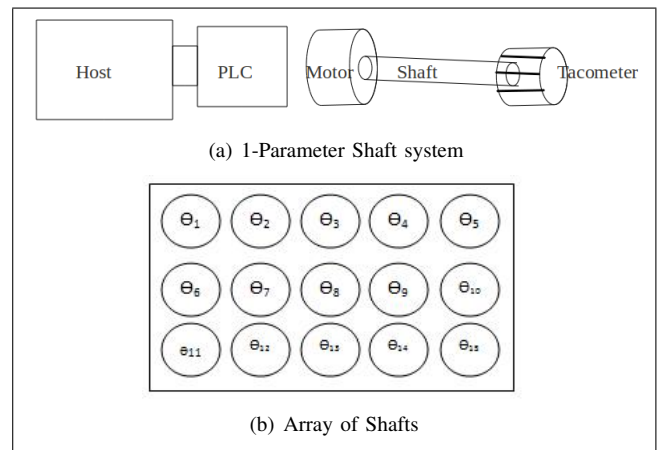 Host PLC Motor Shaft Tacometer
(a) 1-Parameter Shaft system
Θ₁ Θ₂ Θ₃ Θ₄ Θ₅
Θ₆ Θ₇ Θ₈ Θ₉ Θ₁₀
Θ11 Θ₁₂ Θ₁₃ Θ₁₄ Θ₁₅
(b) Array of Shafts